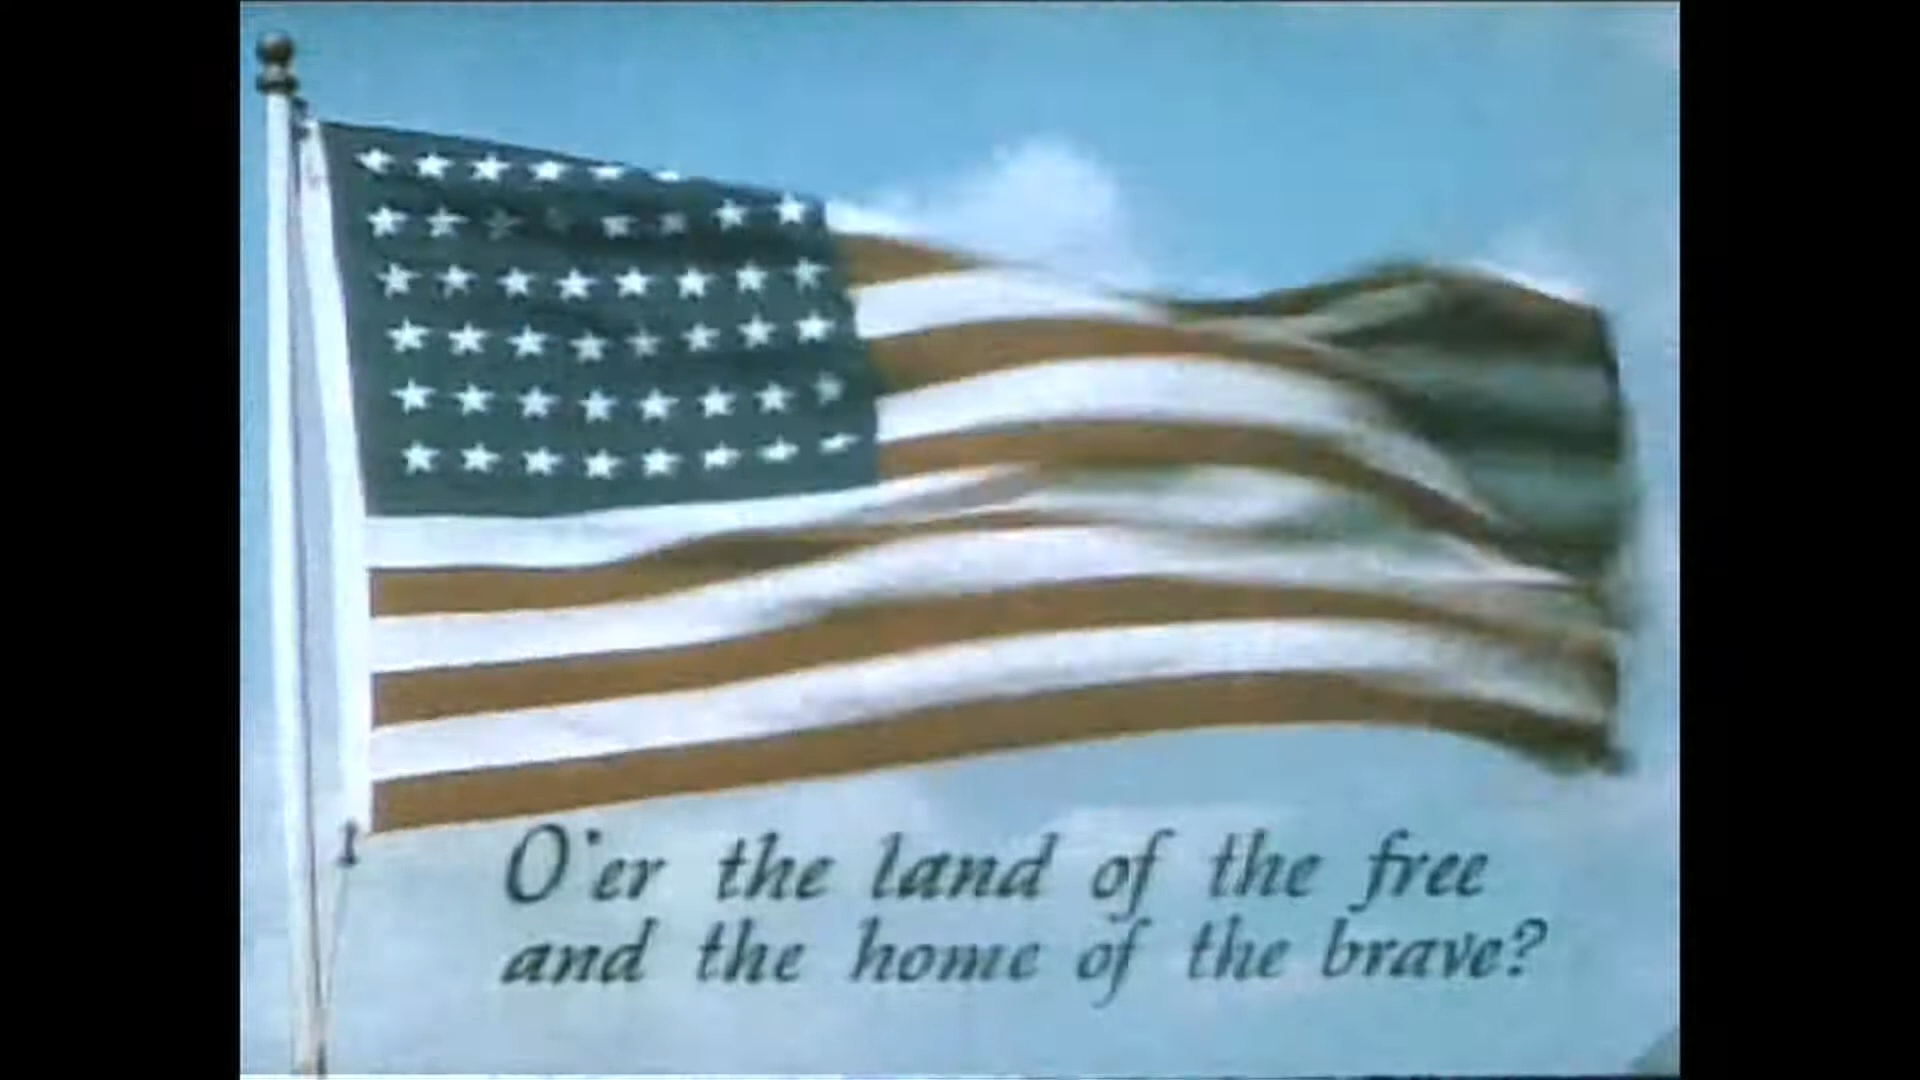 O'er the land of the free
and the home of the brave?